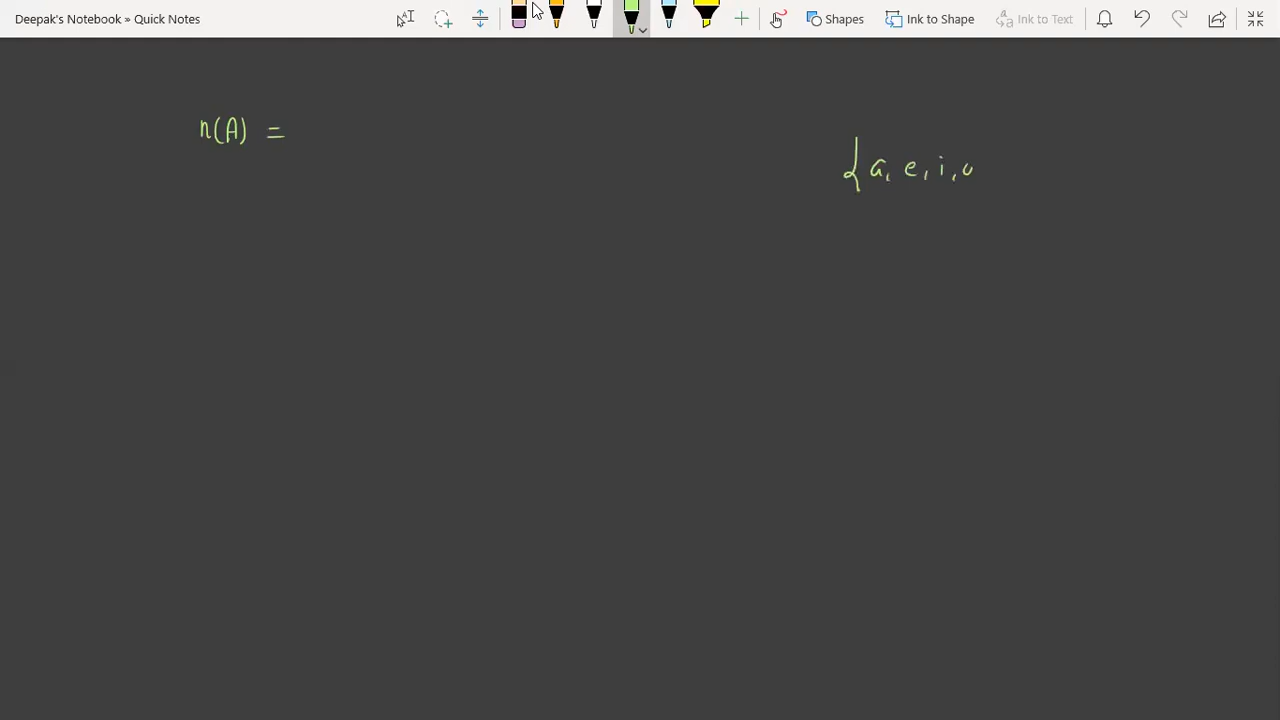 Deepak's Notebook » Quick Notes
Shapes
Ink to Shape
Ink to Text
n(A) =
{ a, e, i, o